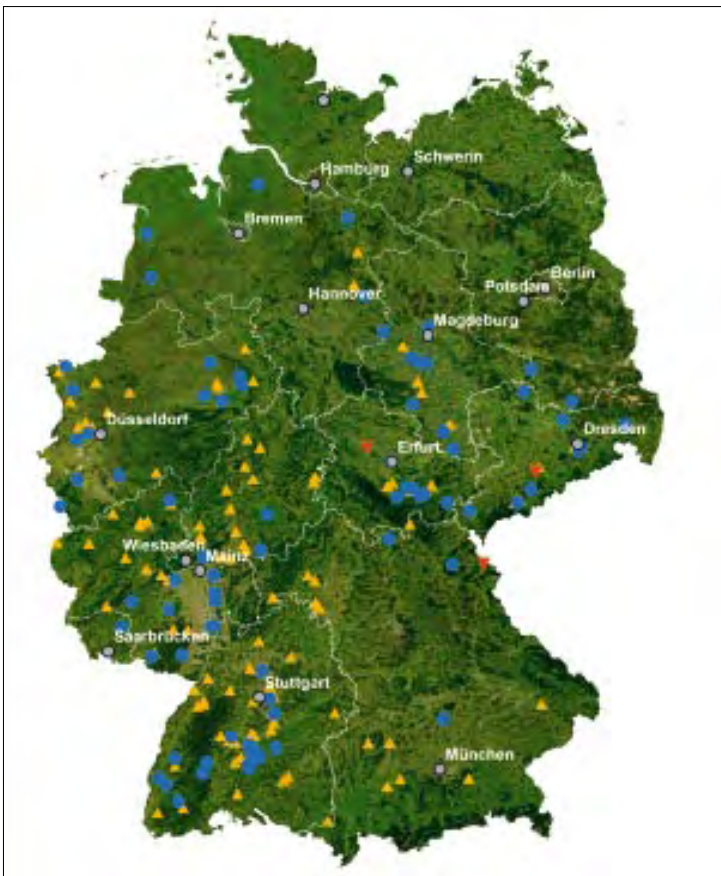 Schwerin
Hamburg
Bremen
Berlin
Potsdam
Hannover
Magdeburg
Düsseldorf
Dresden
Erfurt
Wiesbaden
Mainz
Saarbrücken
Stuttgart
München